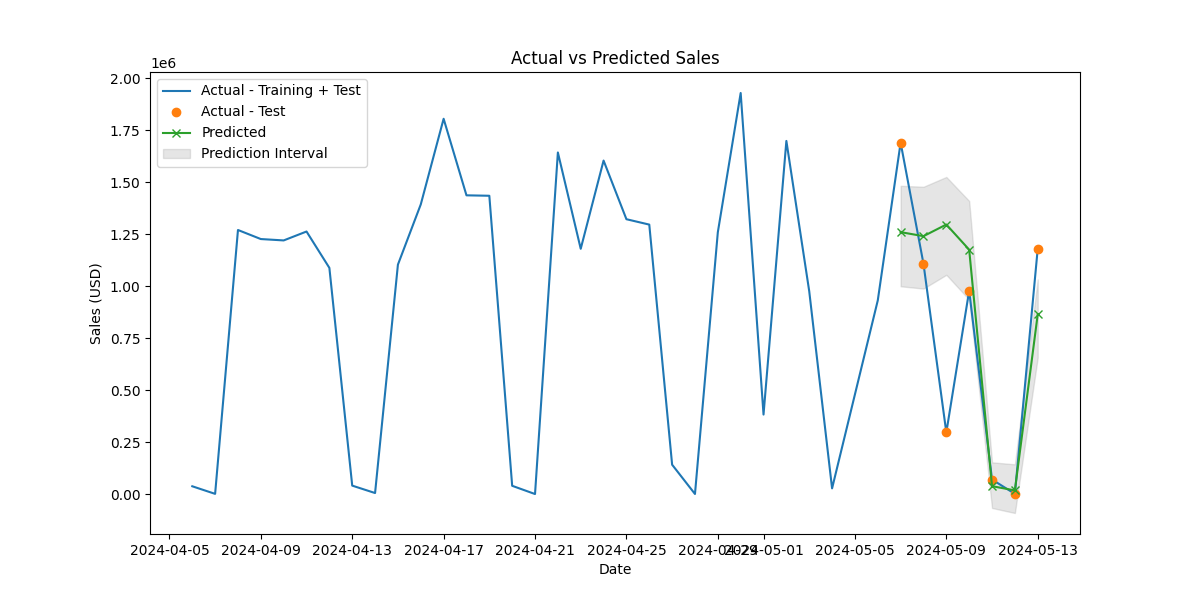 Actual vs Predicted Sales
1e6
Actual - Training + Test
Actual - Test
Predicted
Prediction Interval
2.00
1.75
1.50
1.25
1.00
0.75
0.50
0.25
0.00
Sales (USD)
2024-04-05 2024-04-09 2024-04-13 2024-04-17 2024-04-21 2024-04-25 2024-04-29 2024-05-01 2024-05-05 2024-05-09 2024-05-13
Date